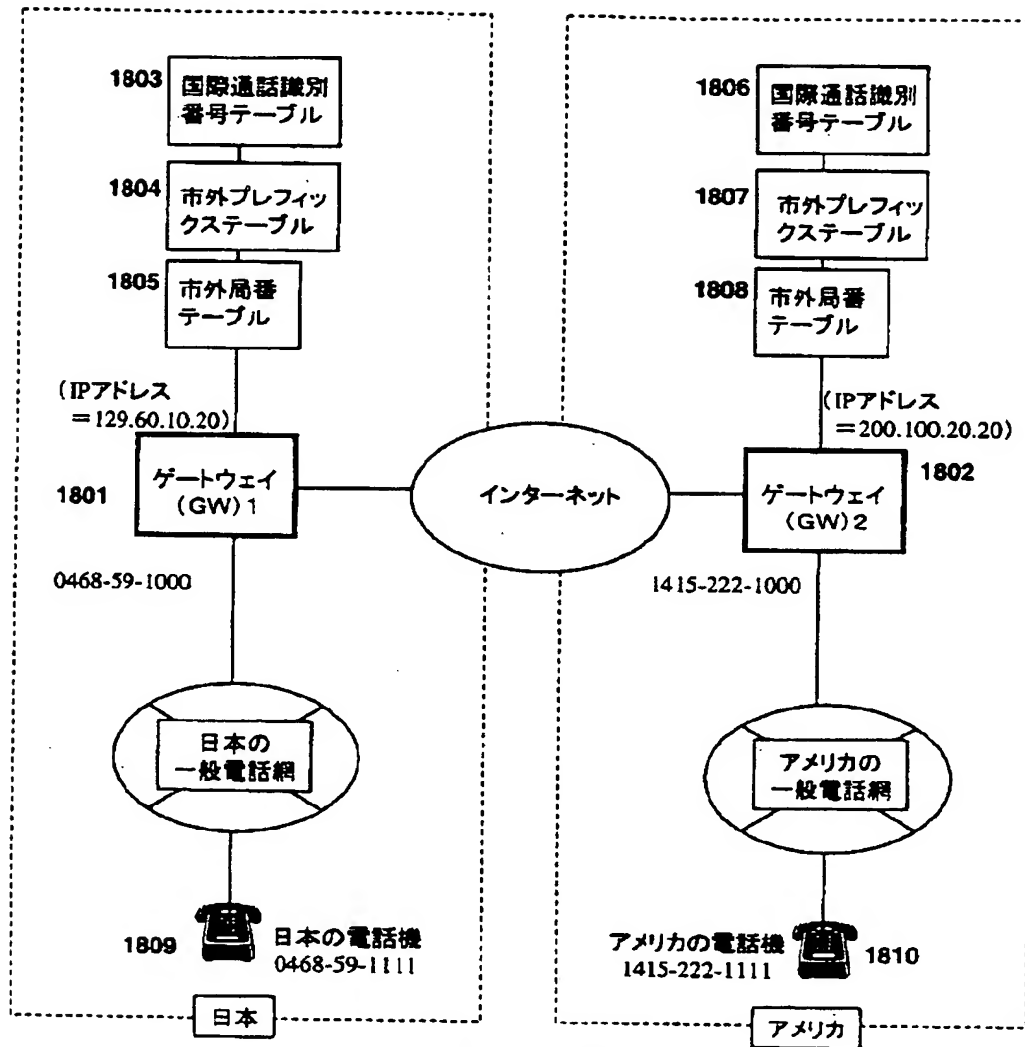 1803
国際通話識別
番号テーブル
1804
市外プレフィッ
クステーブル
1805
市外局番
テーブル
(IPアドレス
=129.60.10.20)
1801
ゲートウェイ
(GW)1
0468-59-1000
日本の
一般電話網
1809
日本の電話機
0468-59-1111
日本
インターネット
1806
国際通話識別
番号テーブル
1807
市外プレフィッ
クステーブル
1808
市外局番
テーブル
(IPアドレス
=200.100.20.20)
1802
ゲートウェイ
(GW)2
1415-222-1000
アメリカの
一般電話網
アメリカの電話機
1415-222-1111
1810
アメリカ